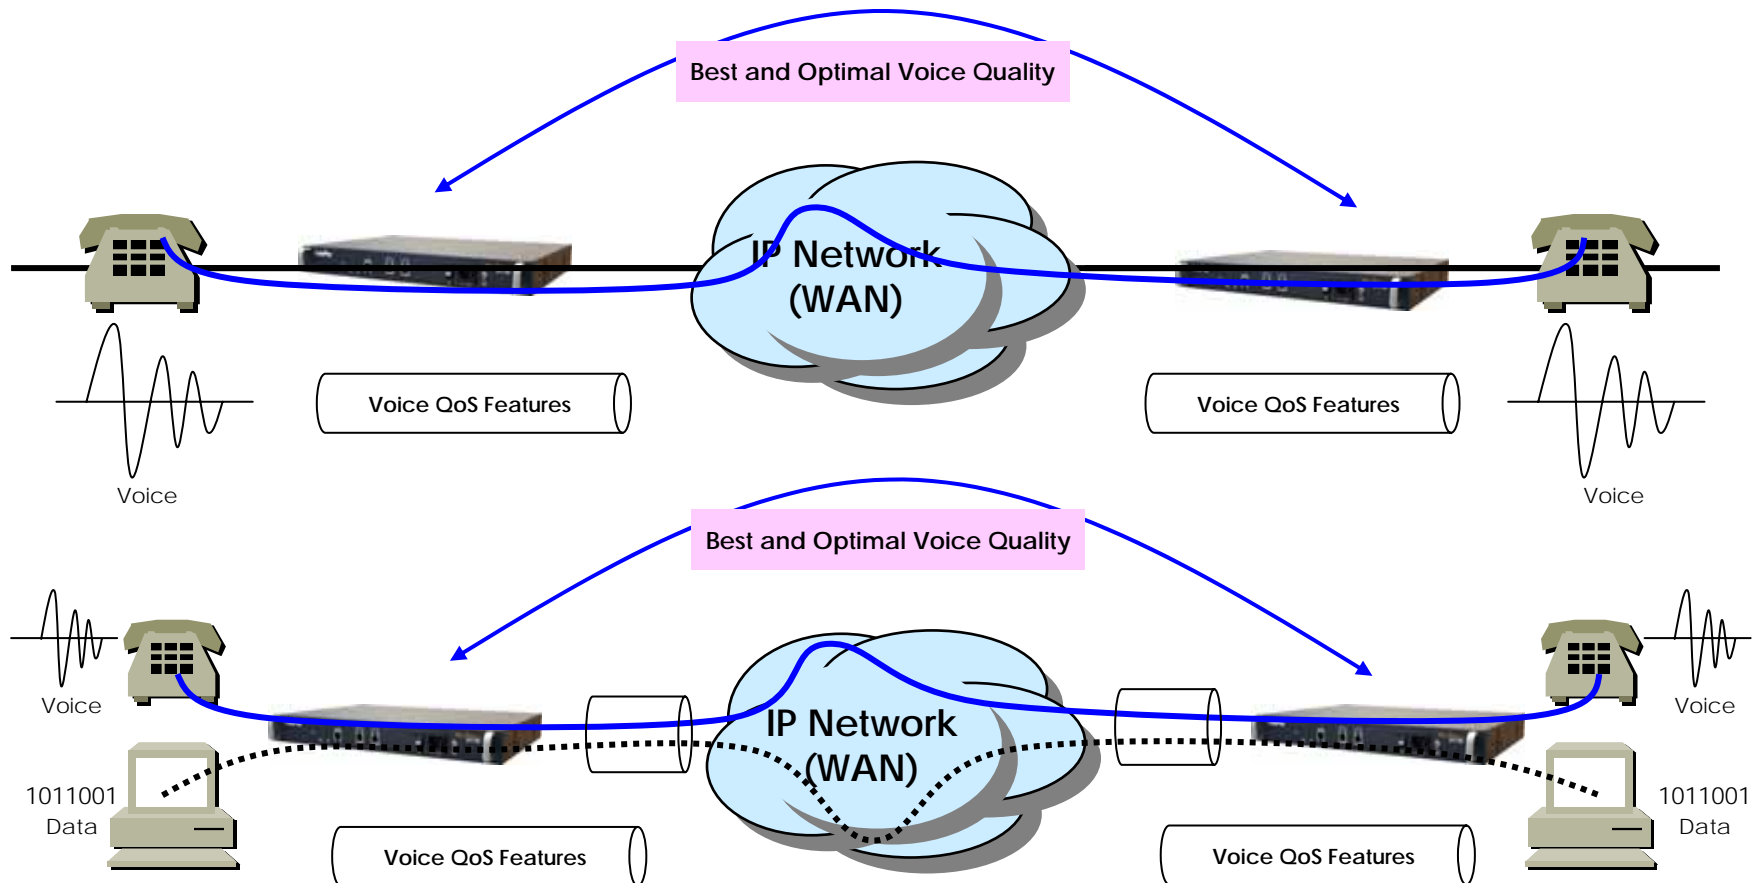 Best and Optimal Voice Quality
IP Network
(WAN)
Voice QoS Features
Voice QoS Features
Voice
Voice
Best and Optimal Voice Quality
Voice
Voice
IP Network
(WAN)
1011001
Data
1011001
Data
Voice QoS Features
Voice QoS Features